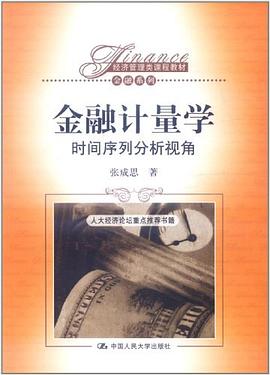 Finance
经济管理类课程教材
金融系列
金融计量学
时间序列分析视角
张成思 著
人大经济论坛重点推荐书籍
中国人民大学出版社